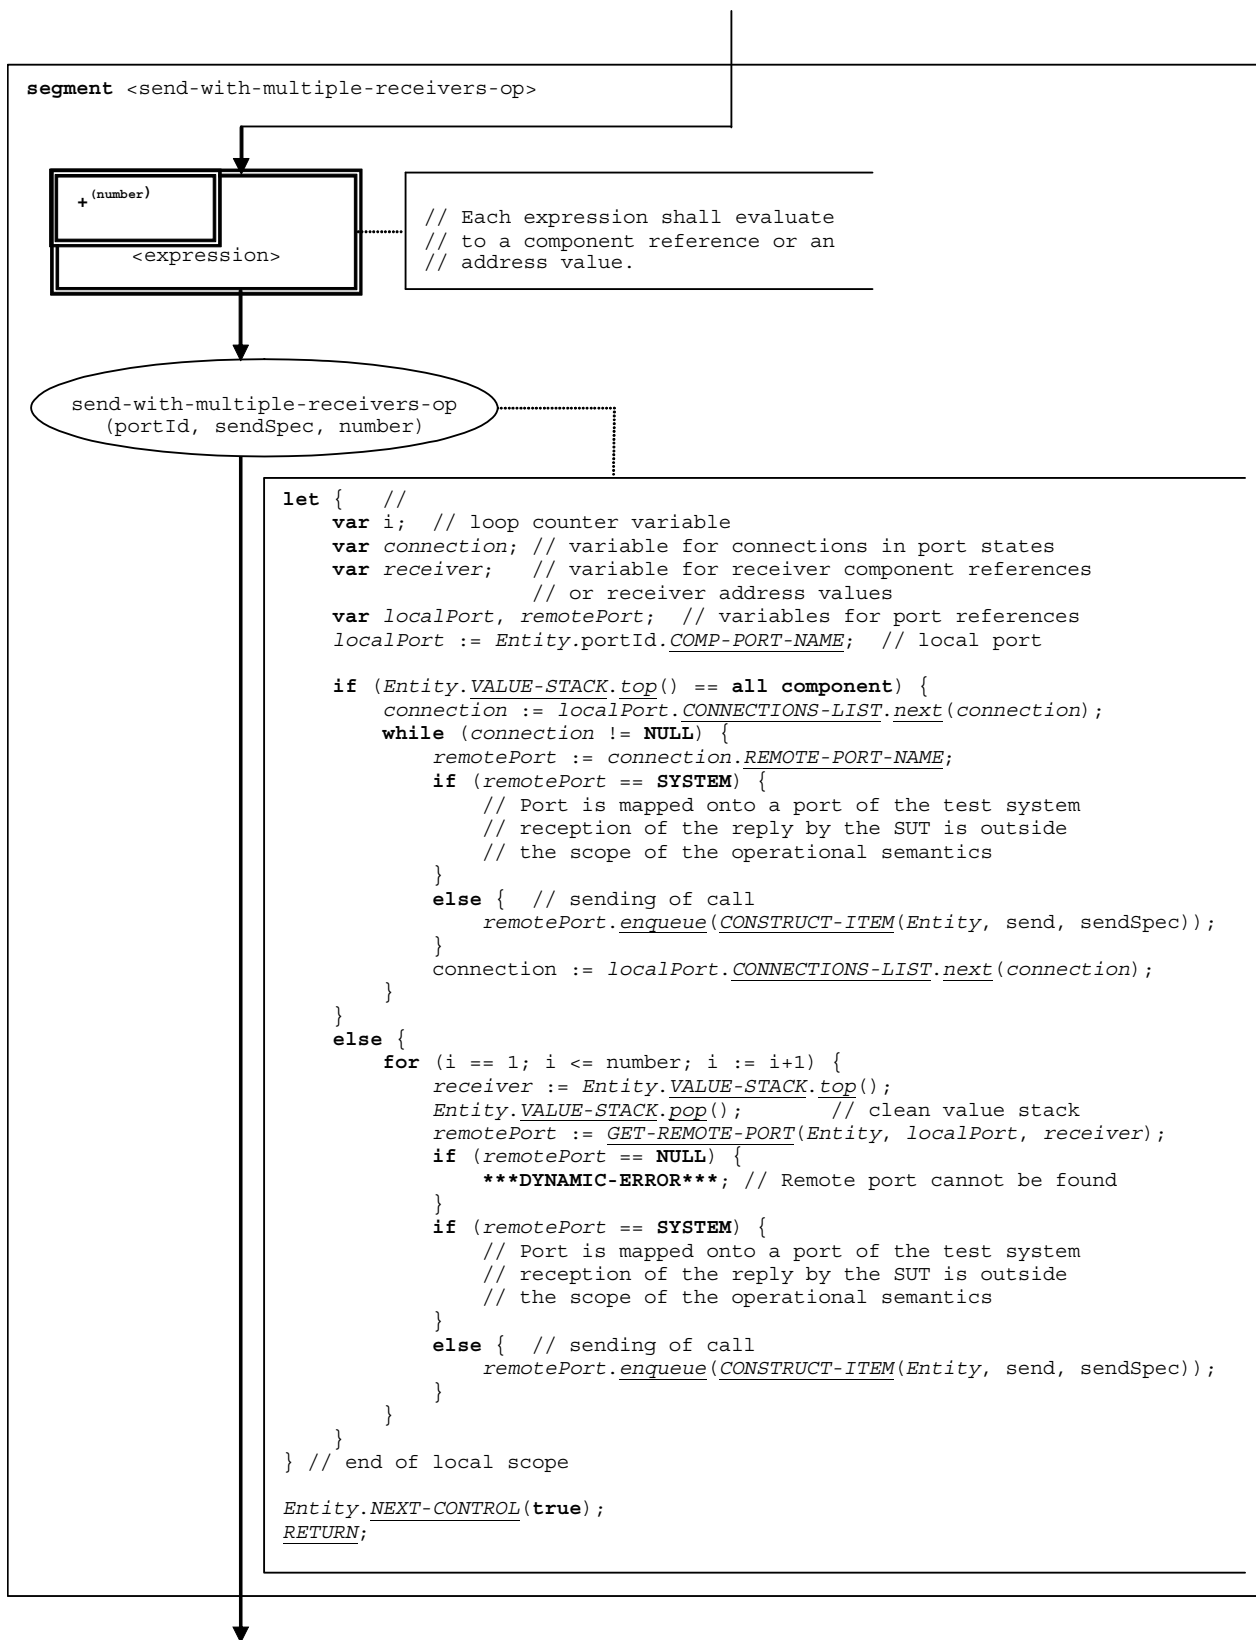 segment <send-with-multiple-receivers-op>
+(number)
<expression>
// Each expression shall evaluate
// to a component reference or an
// address value.
send-with-multiple-receivers-op
(portId, sendSpec, number)
let {   //
    var i;  // loop counter variable
    var connection; // variable for connections in port states
    var receiver;   // variable for receiver component references
                    // or receiver address values
    var localPort, remotePort;  // variables for port references
    localPort := Entity.portId.COMP-PORT-NAME;  // local port
    if (Entity.VALUE-STACK.top() == all component) {
        connection := localPort.CONNECTIONS-LIST.next(connection);
        while (connection != NULL) {
            remotePort := connection.REMOTE-PORT-NAME;
            if (remotePort == SYSTEM) {
                // Port is mapped onto a port of the test system
                // reception of the reply by the SUT is outside
                // the scope of the operational semantics
            }
            else {  // sending of call
                remotePort.enqueue(CONSTRUCT-ITEM(Entity, send, sendSpec));
            }
            connection := localPort.CONNECTIONS-LIST.next(connection);
        }
    }
    else {
        for (i == 1; i <= number; i := i+1) {
            receiver := Entity.VALUE-STACK.top();
            Entity.VALUE-STACK.pop();       // clean value stack
            remotePort := GET-REMOTE-PORT(Entity, localPort, receiver);
            if (remotePort == NULL) {
                ***DYNAMIC-ERROR***; // Remote port cannot be found
            }
            if (remotePort == SYSTEM) {
                // Port is mapped onto a port of the test system
                // reception of the reply by the SUT is outside
                // the scope of the operational semantics
            }
            else {  // sending of call
                remotePort.enqueue(CONSTRUCT-ITEM(Entity, send, sendSpec));
            }
        }
    }
} // end of local scope
Entity.NEXT-CONTROL(true);
RETURN;